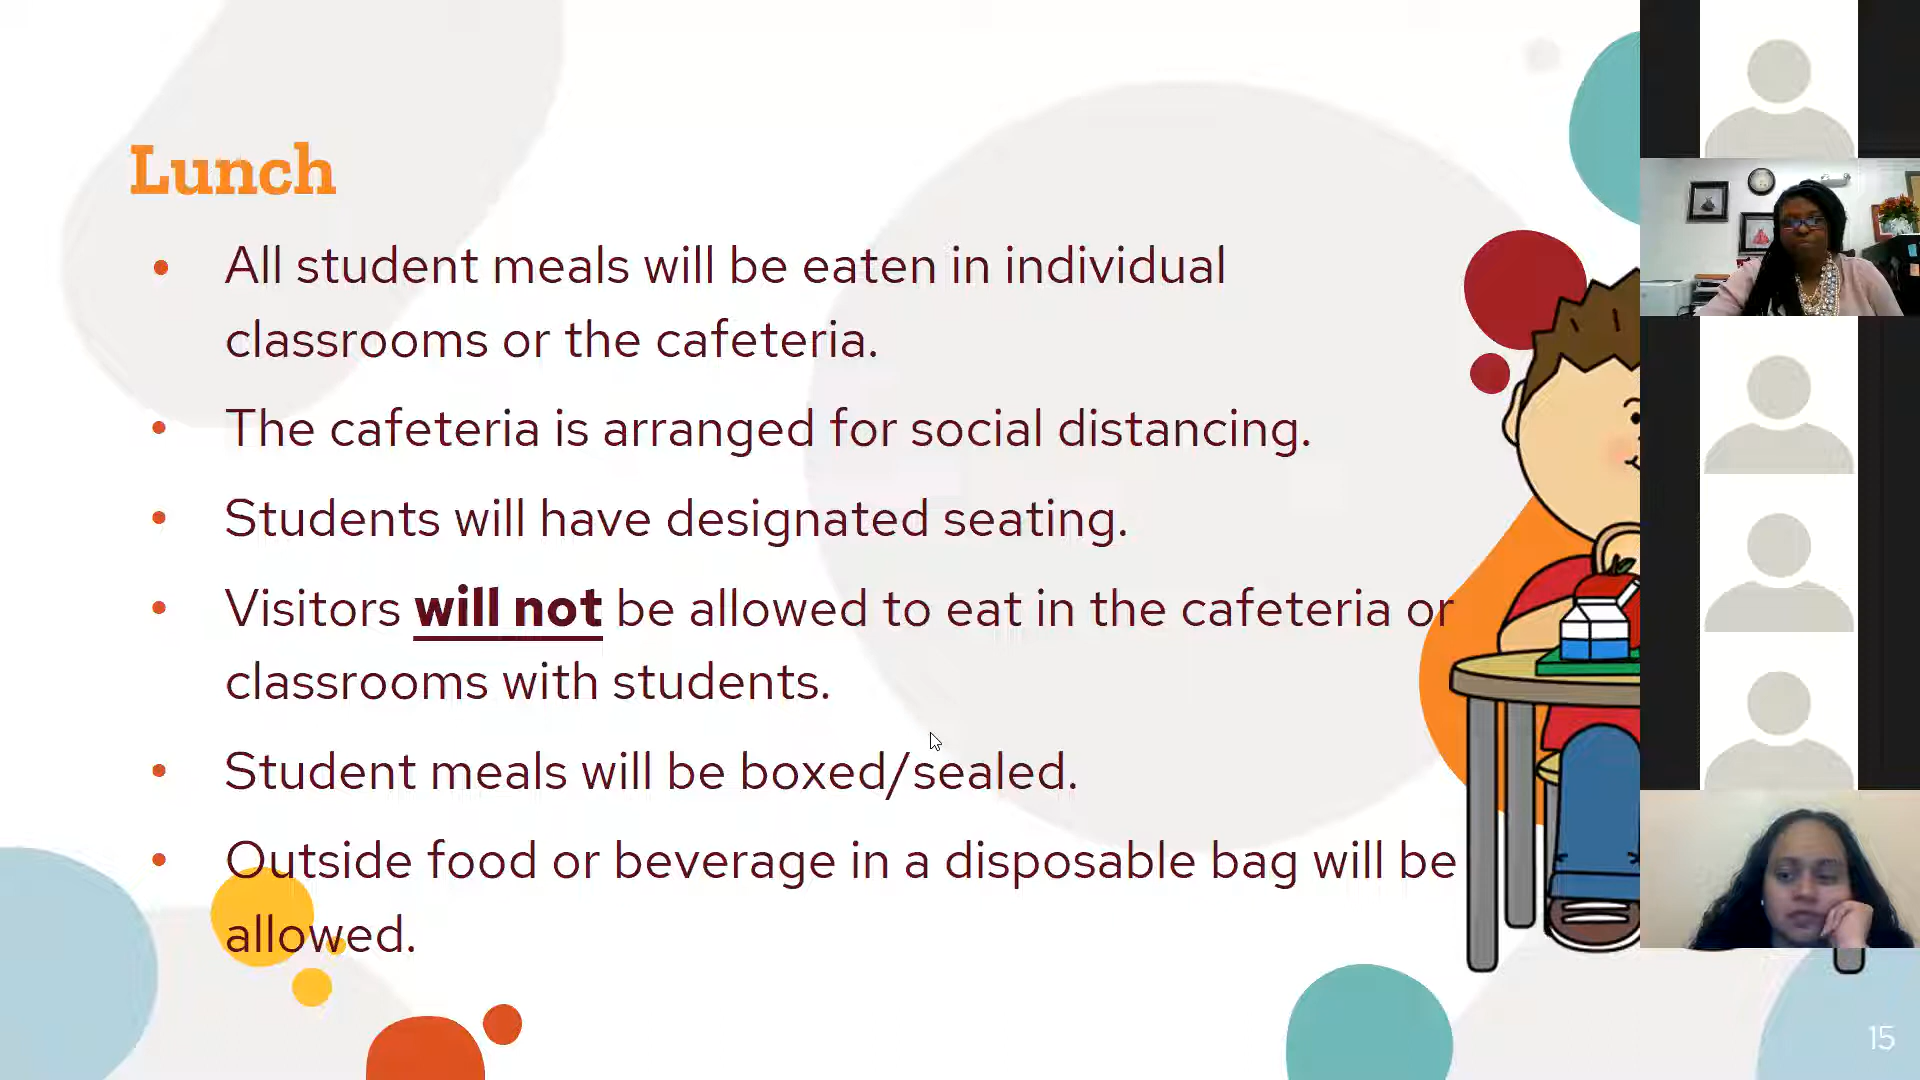 Lunch
• All student meals will be eaten in individual
classrooms or the cafeteria.
• The cafeteria is arranged for social distancing.
• Students will have designated seating.
• Visitors will not be allowed to eat in the cafeteria or
classrooms with students.
• Student meals will be boxed/sealed.
• Outside food or beverage in a disposable bag will be
allowed.
15